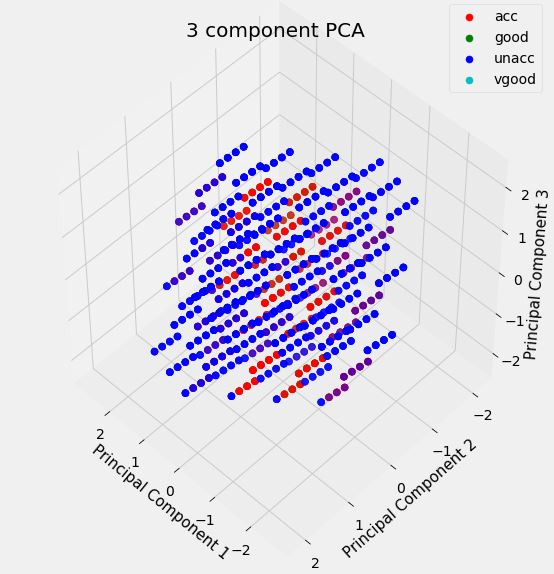 3 component PCA
acc
good
unacc
vgood
2
1
0
−1
−2
Principal Component 3
2
1
0
−1
−2
Principal Component 1
−2
−1
0
1
2
Principal Component 2